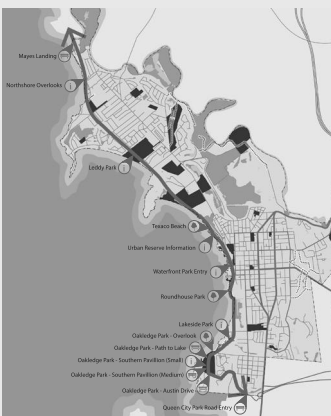 Mayes Landing
Northshore Overlooks
Leddy Park
Texaco Beach
Urban Reserve Information
Waterfront Park Entry
Roundhouse Park
Lakeside Park
Oakledge Park - Overlook
Oakledge Park - Path to Lake
Oakledge Park - Southern Pavillion (Small)
Oakledge Park - Southern Pavillion (Medium)
Oakledge Park - Austin Drive
Queen City Park Road Entry